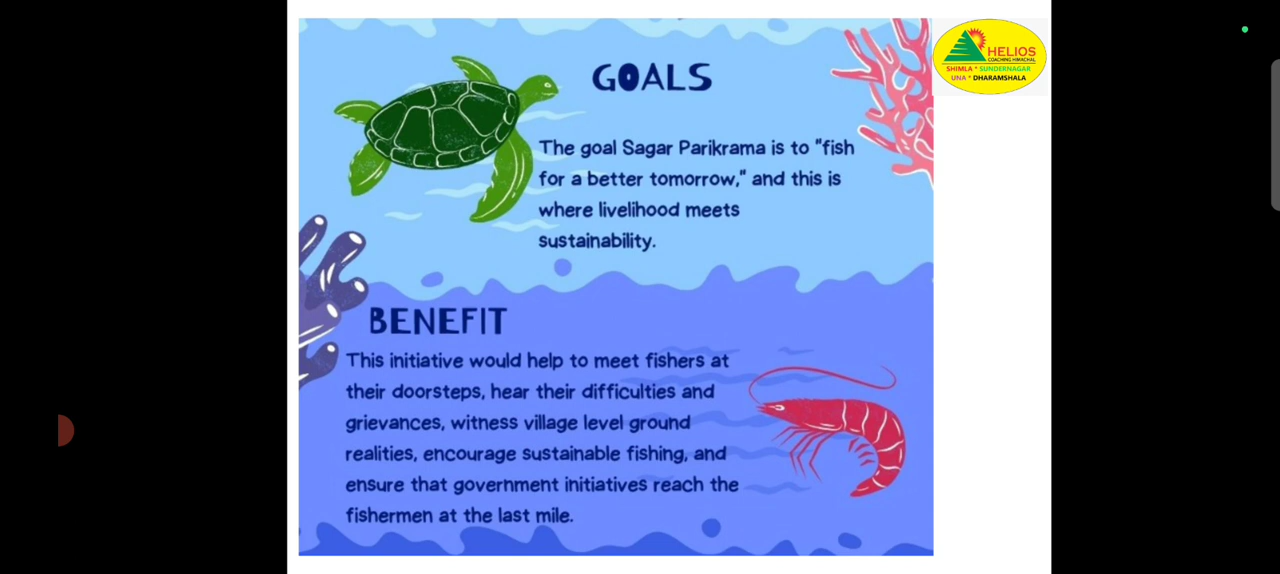 GOALS
HELIOS
COACHING HIMACHAL
SHIMLA * SUNDERNAGAR
UNA * DHARAMSHALA
The goal Sagar Parikrama is to "fish
for a better tomorrow," and this is
where livelihood meets
sustainability.
BENEFIT
This initiative would help to meet fishers at
their doorsteps, hear their difficulties and
grievances, witness village level ground
realities, encourage sustainable fishing, and
ensure that government initiatives reach the
fishermen at the last mile.